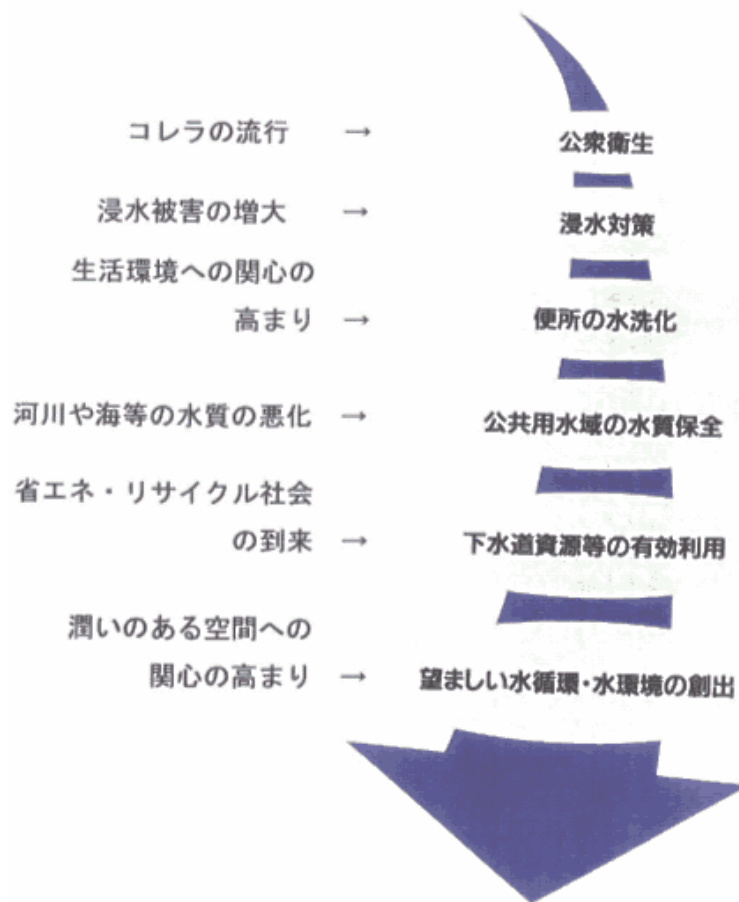 コレラの流行 → 公衆衛生
浸水被害の増大 → 浸水対策
生活環境への関心の
高まり → 便所の水洗化
河川や海等の水質の悪化 → 公共用水域の水質保全
省エネ・リサイクル社会
の到来 → 下水道資源等の有効利用
潤いのある空間への
関心の高まり → 望ましい水循環・水環境の創出